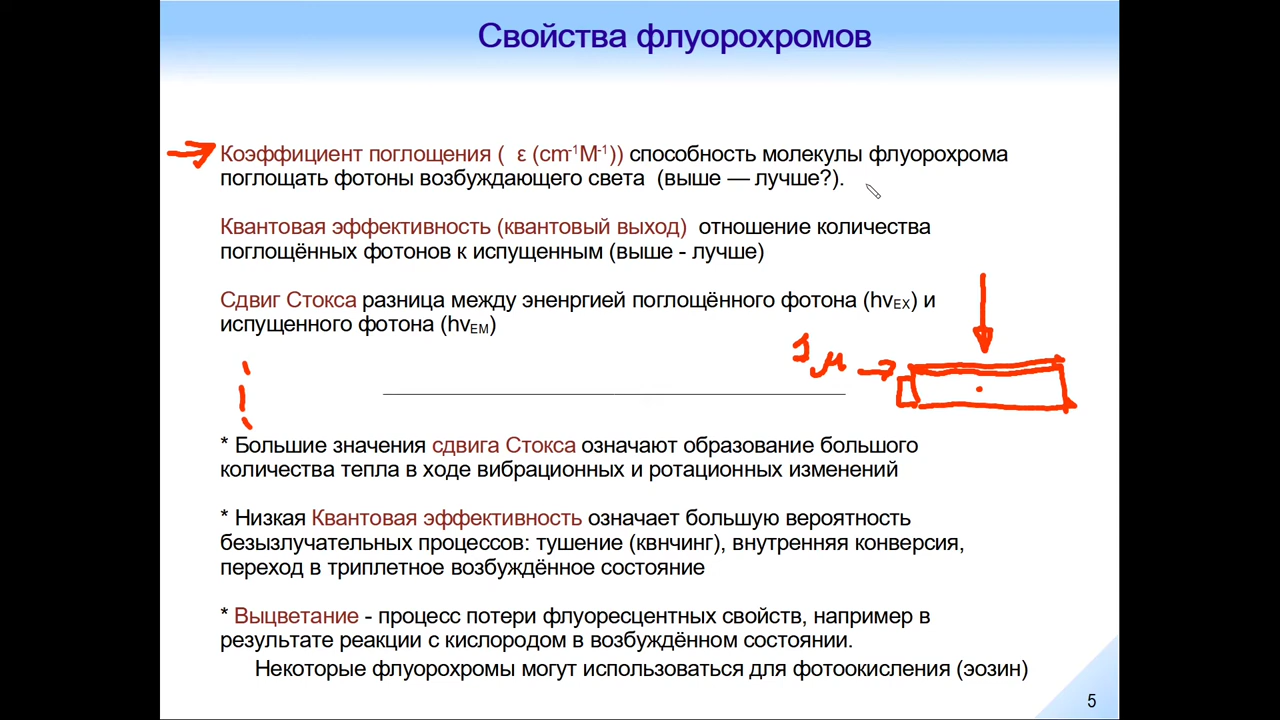 Свойства флуорохромов
Коэффициент поглощения ( ε (cm⁻¹M⁻¹)) способность молекулы флуорохрома
поглощать фотоны возбуждающего света (выше — лучше?).
Квантовая эффективность (квантовый выход) отношение количества
поглощённых фотонов к испущенным (выше - лучше)
Сдвиг Стокса разница между эненргией поглощённого фотона (hvEX) и
испущенного фотона (hvEM)
1 μ
* Большие значения сдвига Стокса означают образование большого
количества тепла в ходе вибрационных и ротационных изменений
* Низкая Квантовая эффективность означает большую вероятность
безызлучательных процессов: тушение (квнчинг), внутренняя конверсия,
переход в триплетное возбуждённое состояние
* Выцветание - процесс потери флуоресцентных свойств, например в
результате реакции с кислородом в возбуждённом состоянии.
Некоторые флуорохромы могут использоваться для фотоокисления (эозин)
5